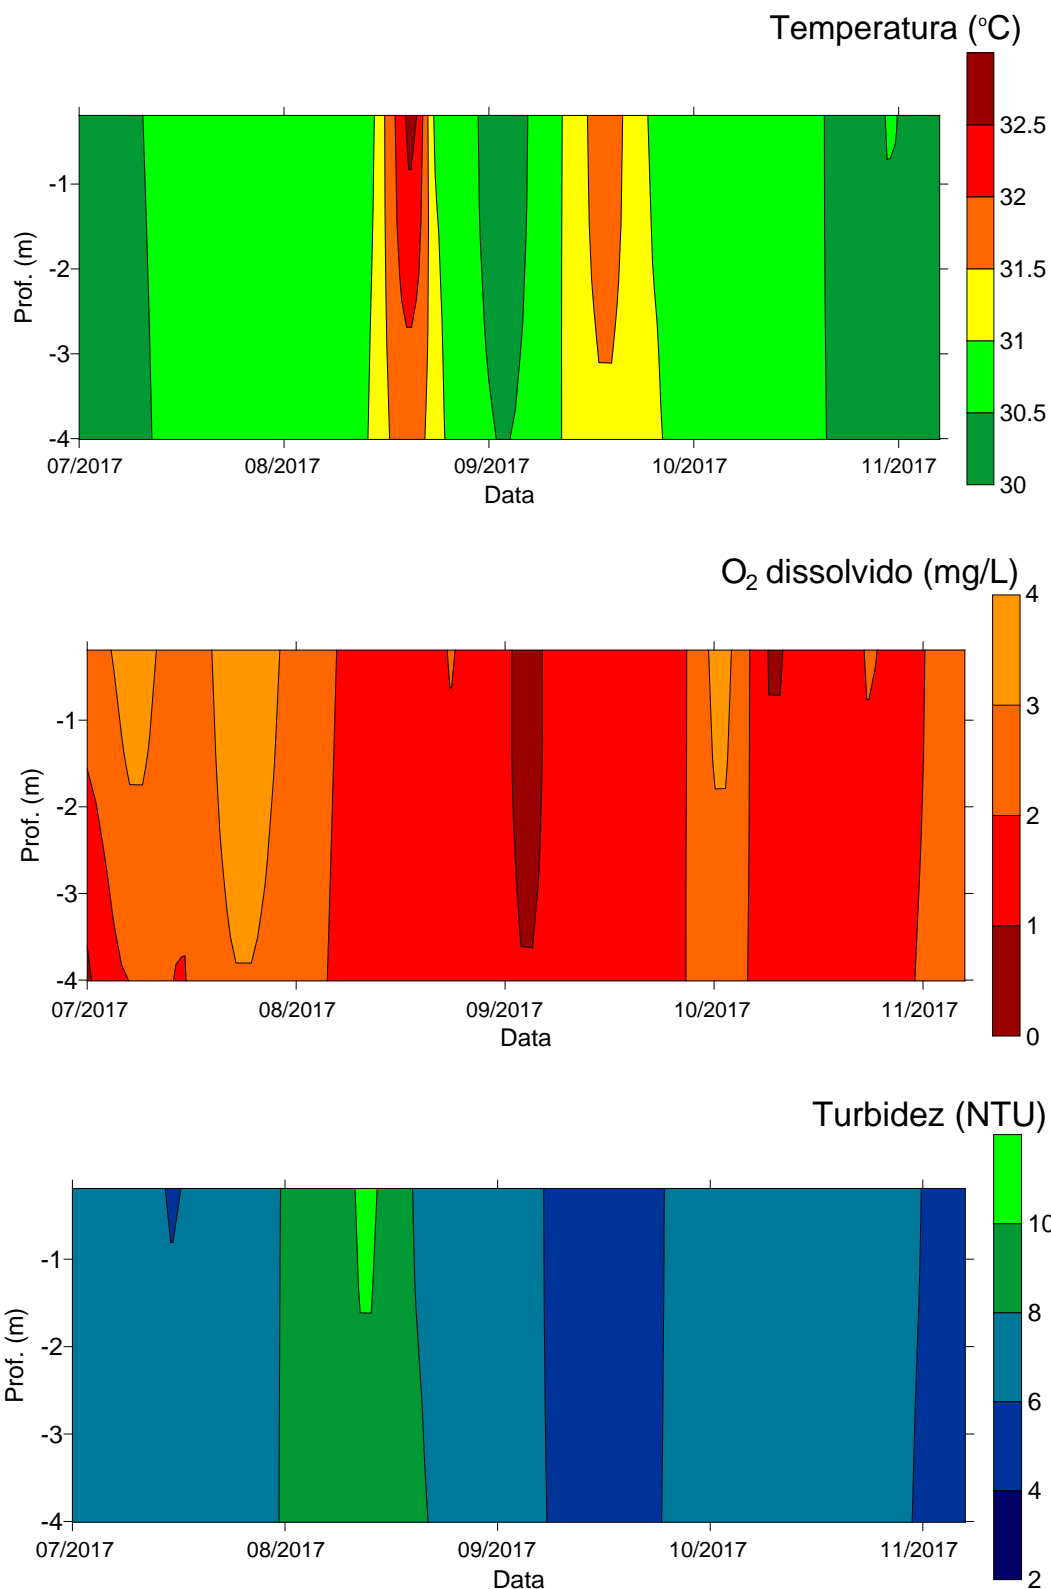 Temperatura (°C)
32.5
32
31.5
31
30.5
30
-1
-2
-3
-4
Prof. (m)
07/2017 08/2017 09/2017 10/2017 11/2017
Data
O₂ dissolvido (mg/L)
4
3
2
1
0
-1
-2
-3
-4
Prof. (m)
07/2017 08/2017 09/2017 10/2017 11/2017
Data
Turbidez (NTU)
10
8
6
4
2
-1
-2
-3
-4
Prof. (m)
07/2017 08/2017 09/2017 10/2017 11/2017
Data